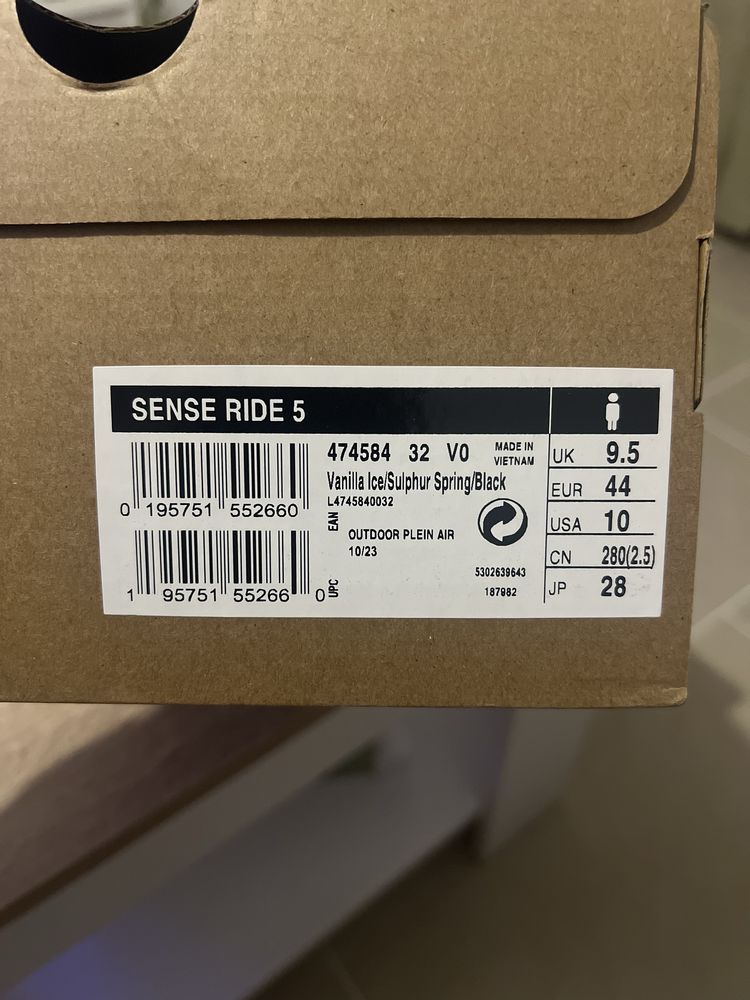 SENSE RIDE 5
0 195751 552660
474584 32 V0
MADE IN
VIETNAM
Vanilla Ice/Sulphur Spring/Black
L4745840032
EAN
OUTDOOR PLEIN AIR
10/23
5302639643
187982
1 95751 55266 0
UPC
UK 9.5
EUR 44
USA 10
CN 280(2.5)
JP 28